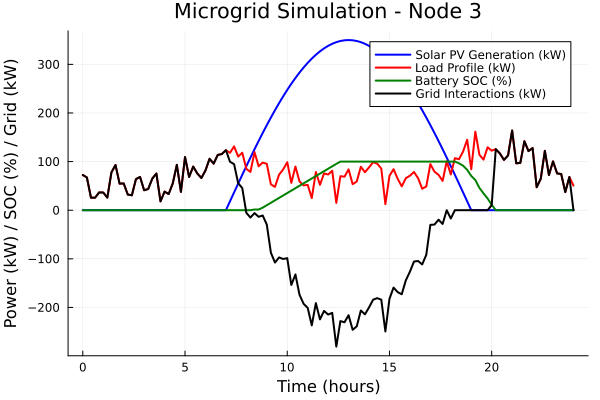 Microgrid Simulation - Node 3
Power (kW) / SOC (%) / Grid (kW)
300
200
100
0
−100
−200
Solar PV Generation (kW)
Load Profile (kW)
Battery SOC (%)
Grid Interactions (kW)
0 5 10 15 20
Time (hours)